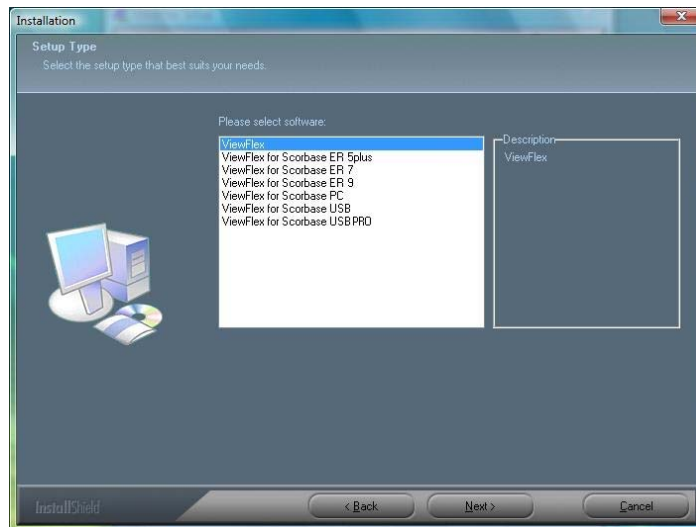 Installation
Setup Type
Select the setup type that best suits your needs.
Please select software:
ViewFlex
ViewFlex for Scorbase ER 5plus
ViewFlex for Scorbase ER 7
ViewFlex for Scorbase ER 9
ViewFlex for Scorbase PC
ViewFlex for Scorbase USB
ViewFlex for Scorbase USB PRO
Description
ViewFlex
InstallShield
< Back
Next >
Cancel